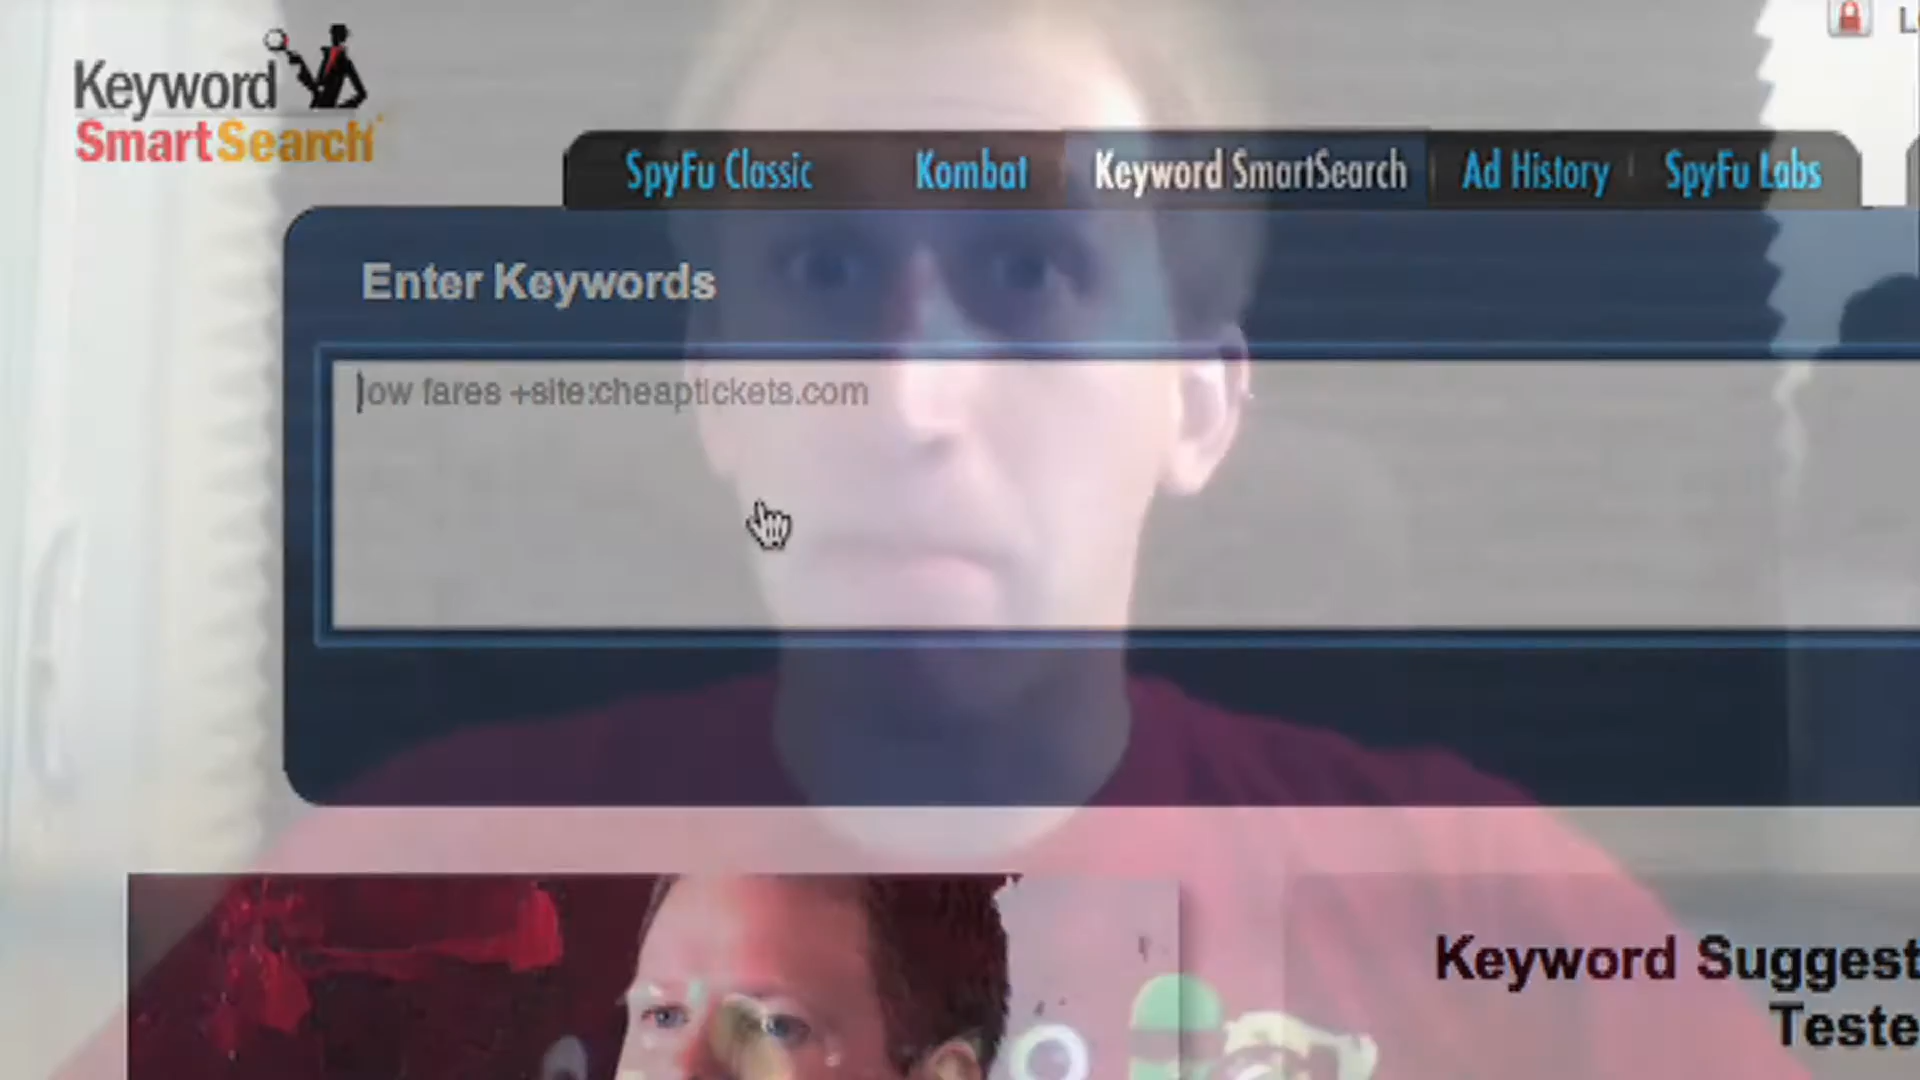 Keyword
SmartSearch
SpyFu Classic
Kombat
Keyword SmartSearch
Ad History
SpyFu Labs
Enter Keywords
low fares +site:cheaptickets.com
Keyword Suggest
Teste